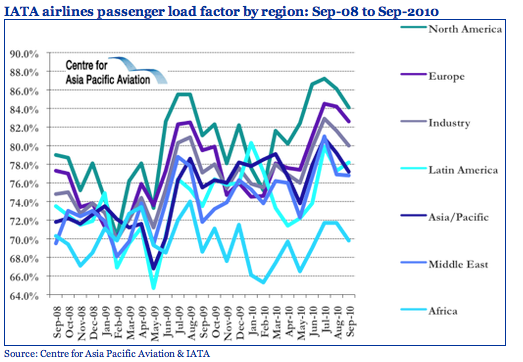 IATA airlines passenger load factor by region: Sep-08 to Sep-2010
90.0%
88.0%
86.0%
84.0%
82.0%
80.0%
78.0%
76.0%
74.0%
72.0%
70.0%
68.0%
66.0%
64.0%
Centre for
Asia Pacific Aviation
North America
Europe
Industry
Latin America
Asia/Pacific
Middle East
Africa
Sep-08
Oct-08
Nov-08
Dec-08
Jan-09
Feb-09
Mar-09
Apr-09
May-09
Jun-09
Jul-09
Aug-09
Sep-09
Oct-09
Nov-09
Dec-09
Jan-10
Feb-10
Mar-10
Apr-10
May-10
Jun-10
Jul-10
Aug-10
Sep-10
Source: Centre for Asia Pacific Aviation & IATA